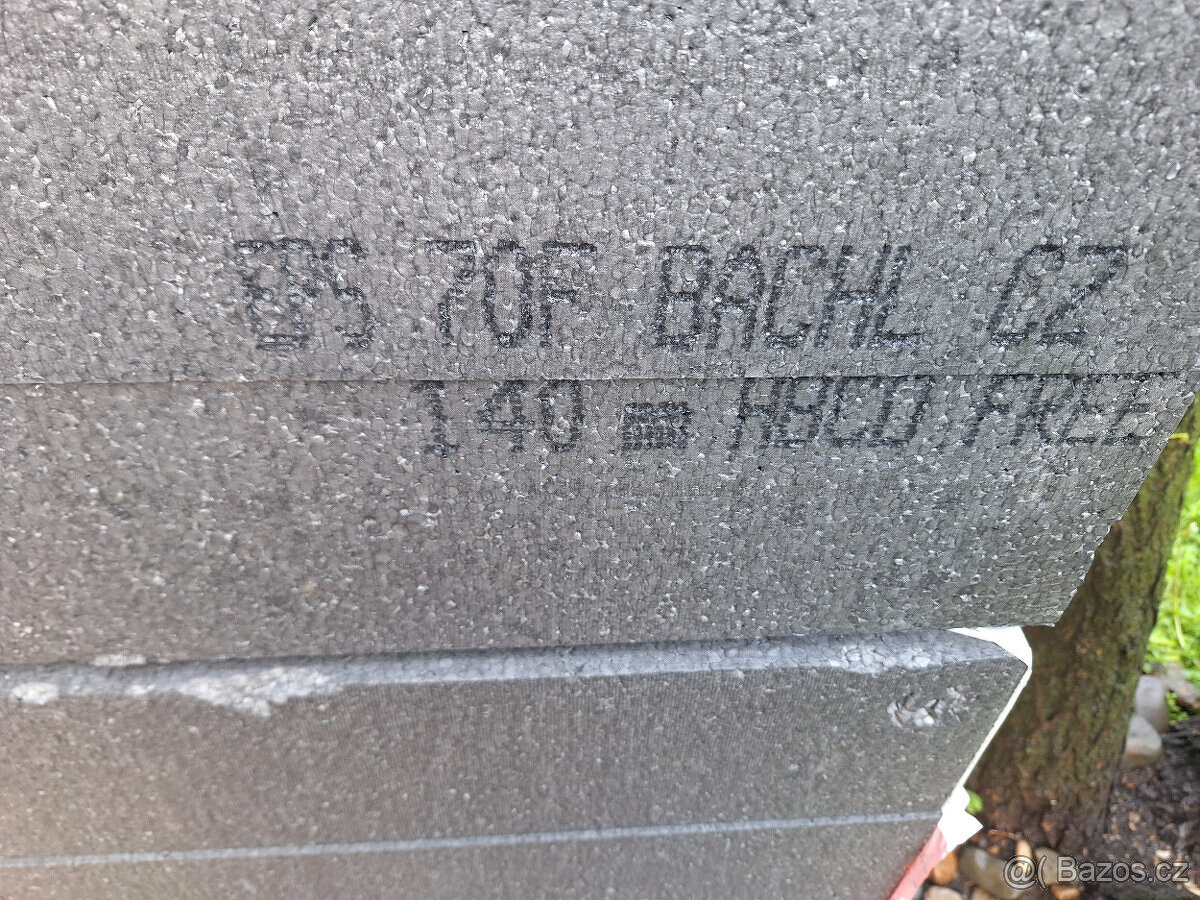 EPS 70F BACHL CZ
140 mm HBCD FREE
@ Bazos.cz